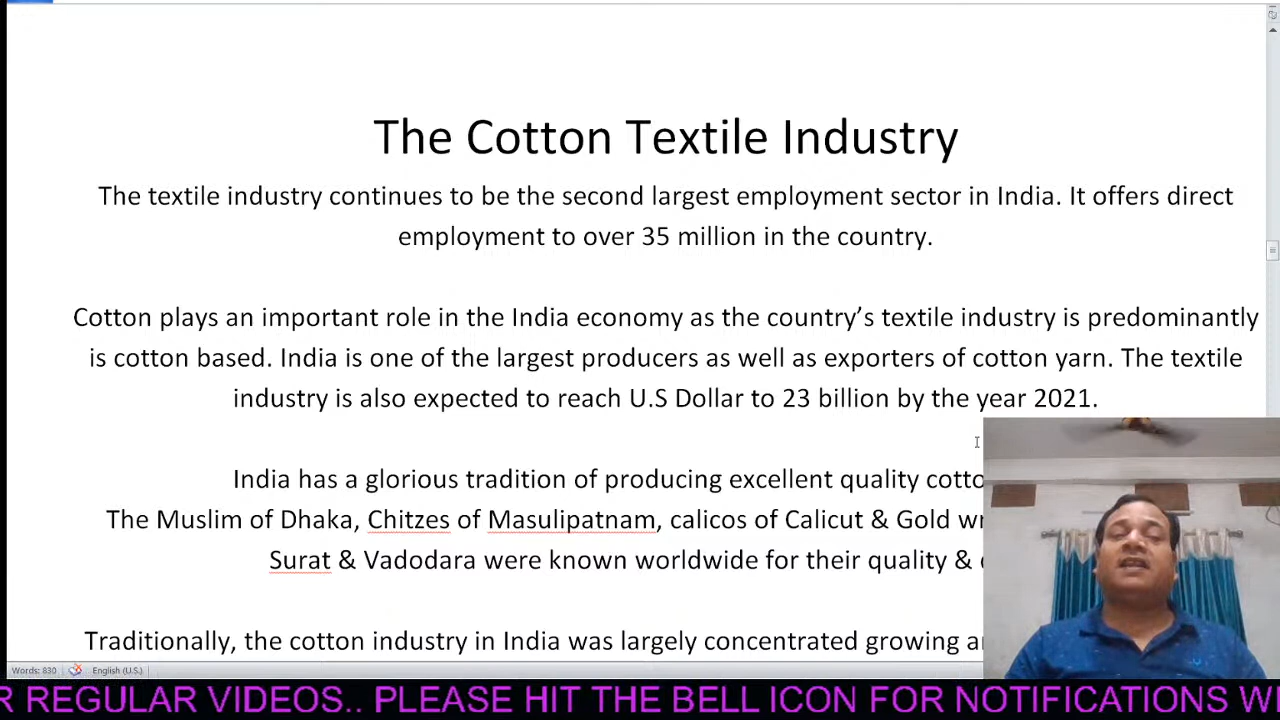 The Cotton Textile Industry
The textile industry continues to be the second largest employment sector in India. It offers direct
employment to over 35 million in the country.
Cotton plays an important role in the India economy as the country’s textile industry is predominantly
is cotton based. India is one of the largest producers as well as exporters of cotton yarn. The textile
industry is also expected to reach U.S Dollar to 23 billion by the year 2021.
India has a glorious tradition of producing excellent quality
The Muslim of Dhaka, Chitzes of Masulipatnam, calicos of Calicut & Gold
Surat & Vadodara were known worldwide for their quality &
Traditionally, the cotton industry in India was largely concentrated growing
Words: 830 English (U.S.)
R REGULAR VIDEOS.. PLEASE HIT THE BELL ICON FOR NOTIFICATIONS